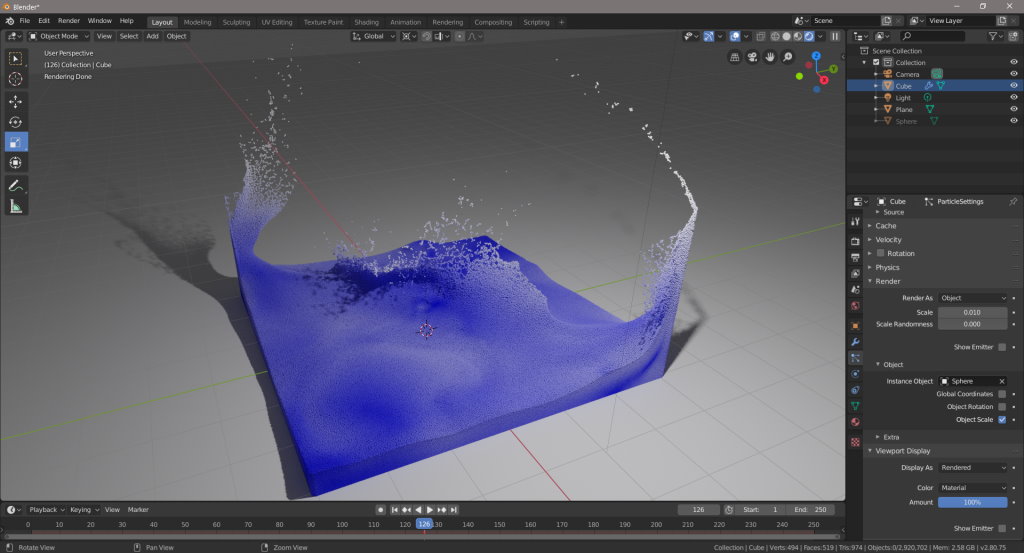 Blender*
File Edit Render Window Help Layout Modeling Sculpting UV Editing Texture Paint Shading Animation Rendering Compositing Scripting + Scene View Layer
Object Mode View Select Add Object Global
User Perspective
(126) Collection | Cube
Rendering Done
Z
Y
X
Scene Collection
Collection
Camera
Cube
Light
Plane
Sphere
Cube ParticleSettings
Source
Cache
Velocity
Rotation
Physics
Render
Render As Object
Scale 0.010
Scale Randomness 0.000
Show Emitter
Object
Instance Object Sphere
Global Coordinates
Object Rotation
Object Scale
Extra
Viewport Display
Display As Rendered
Color Material
Amount 100%
Show Emitter
Playback Keying View Marker 126 Start: 1 End: 250
0 10 20 30 40 50 60 70 80 90 100 110 120 126 130 140 150 160 170 180 190 200 210 220 230 240 250
Rotate View Pan View Zoom View Collection | Cube | Verts:494 | Faces:519 | Tris:974 | Objects:0/2,920,702 | Mem: 2.58 GB | v2.80.75